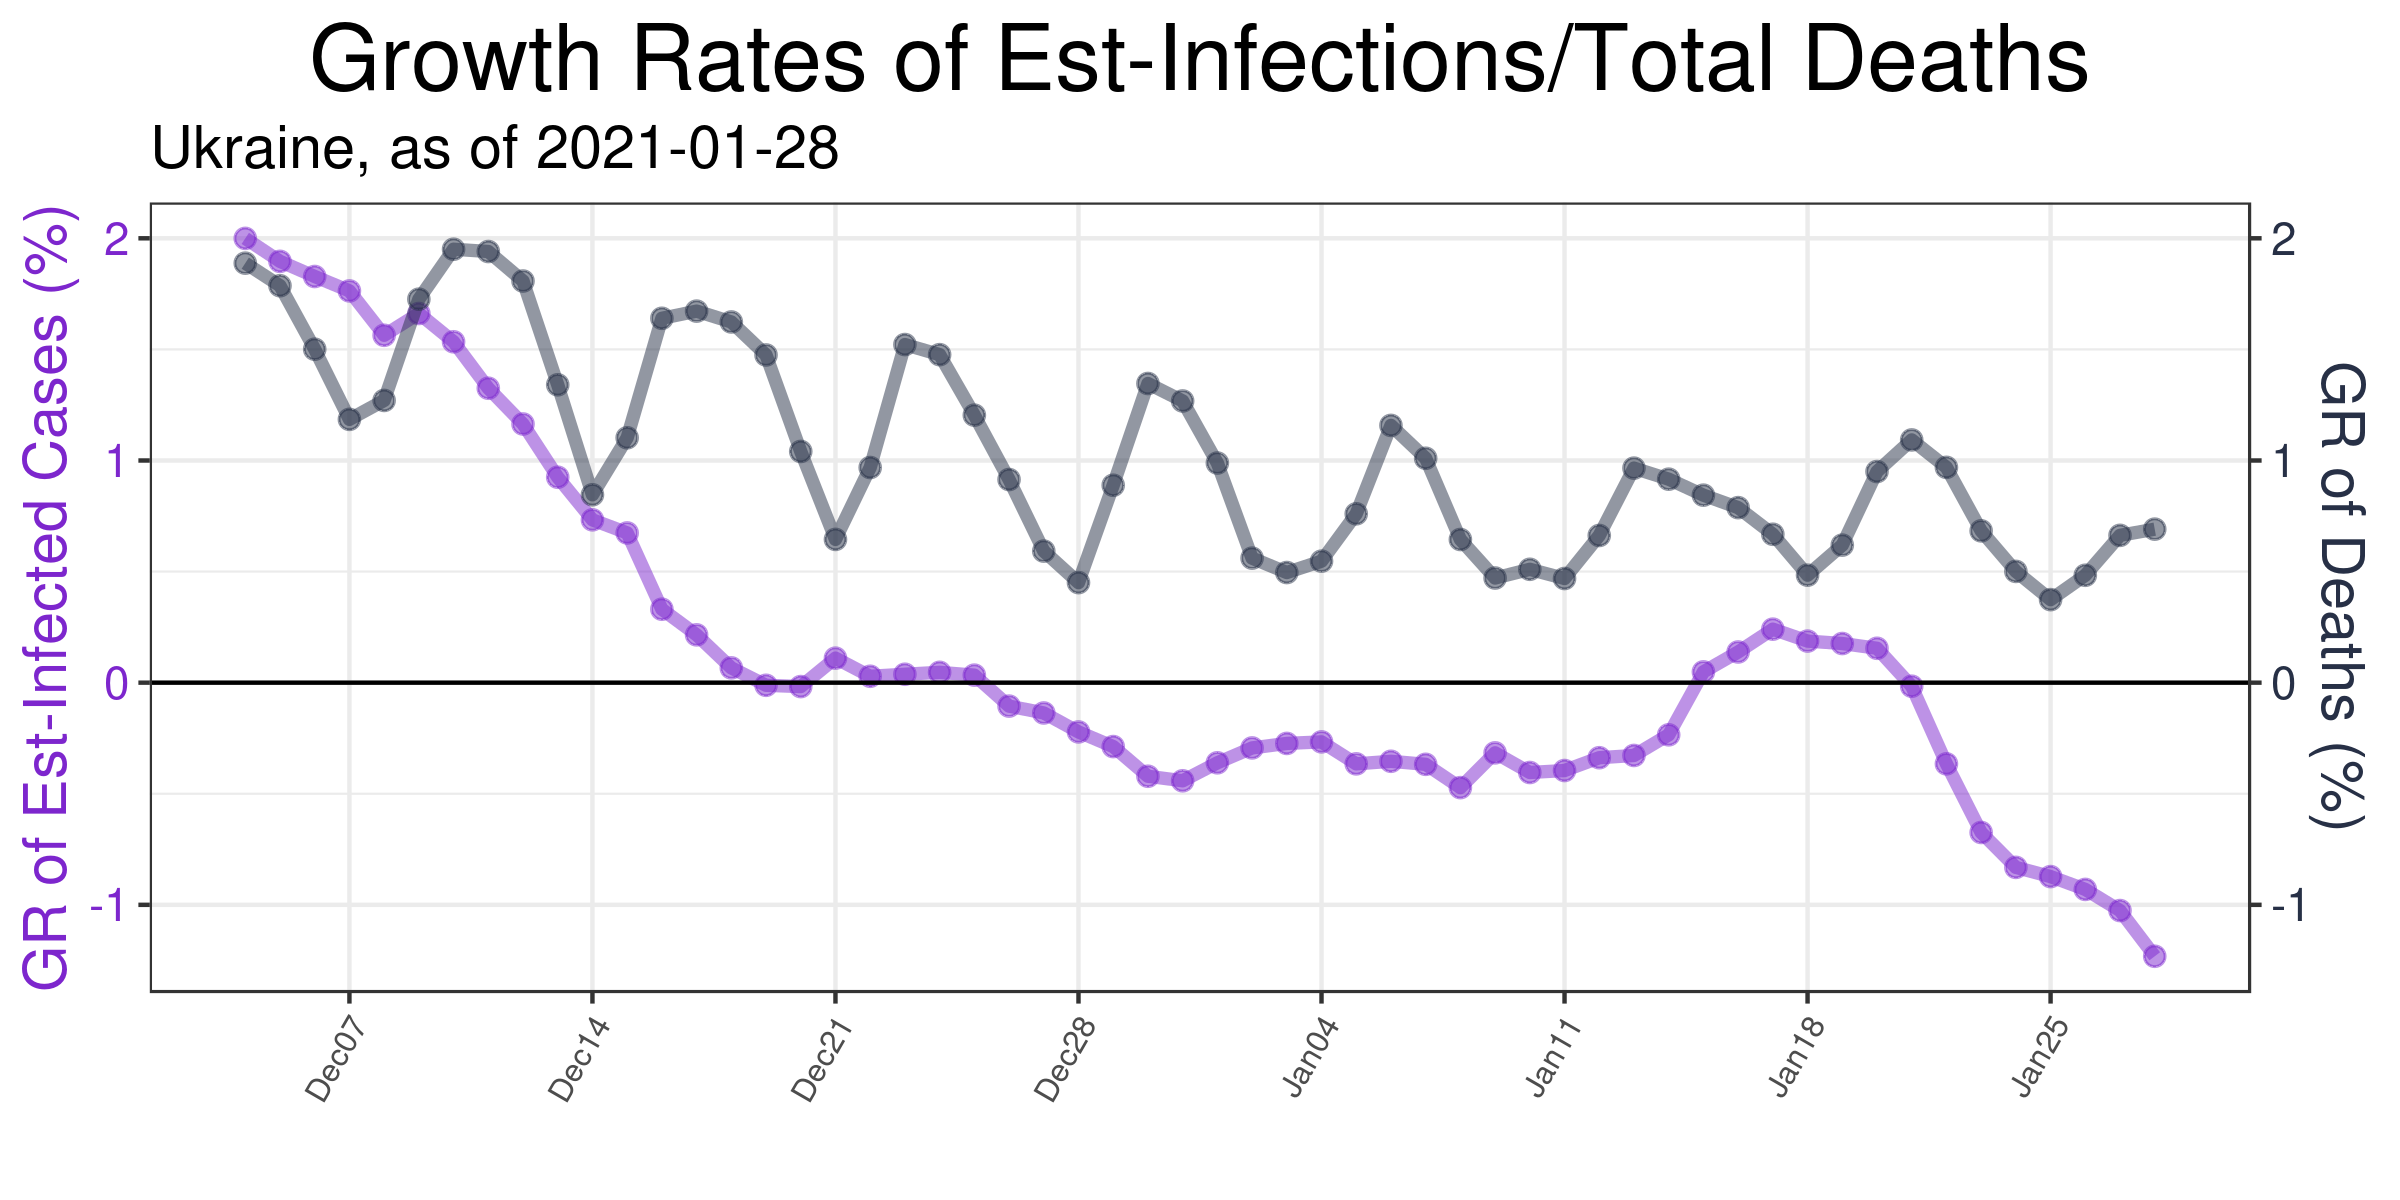 Growth Rates of Est-Infections/Total Deaths
Ukraine, as of 2021-01-28
GR of Est-Infected Cases (%)
2
1
0
-1
2
1
0
-1
GR of Deaths (%)
Dec07
Dec14
Dec21
Dec28
Jan04
Jan11
Jan18
Jan25